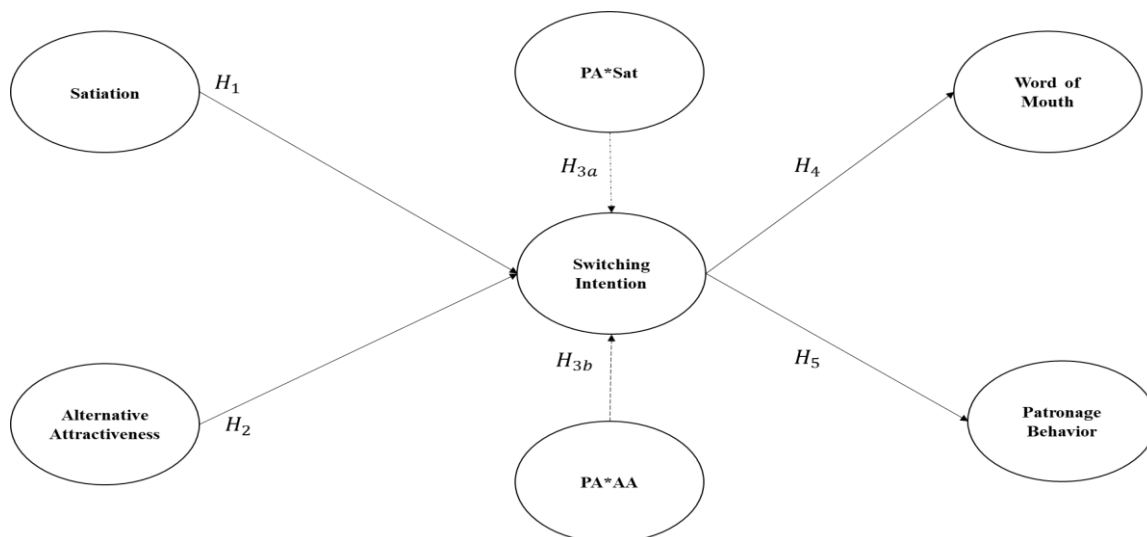 Satiation
H1
PA*Sat
H3a
Word of
Mouth
H4
Switching
Intention
Alternative
Attractiveness
H2
H3b
PA*AA
H5
Patronage
Behavior